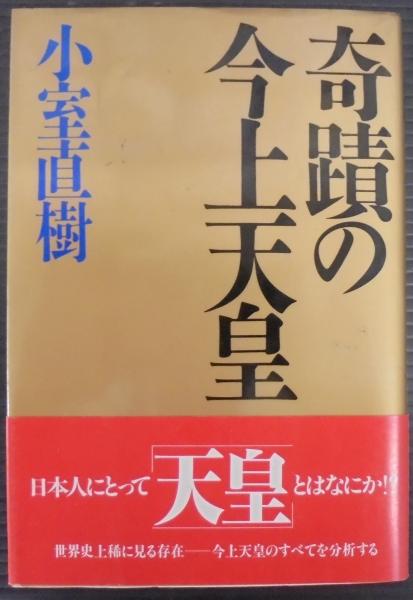 奇蹟の
今上天皇
小室直樹
日本人にとって「天皇」とはなにか!?
世界史上稀に見る存在――今上天皇のすべてを分析する